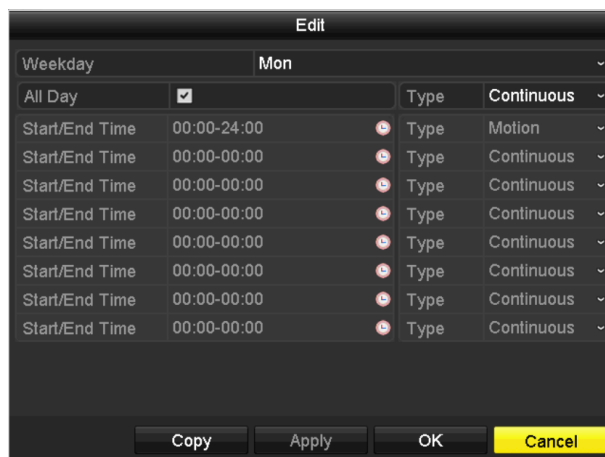 Edit
Weekday Mon
All Day Type Continuous
Start/End Time 00:00-24:00 Type Motion
Start/End Time 00:00-00:00 Type Continuous
Start/End Time 00:00-00:00 Type Continuous
Start/End Time 00:00-00:00 Type Continuous
Start/End Time 00:00-00:00 Type Continuous
Start/End Time 00:00-00:00 Type Continuous
Start/End Time 00:00-00:00 Type Continuous
Start/End Time 00:00-00:00 Type Continuous
Copy Apply OK Cancel